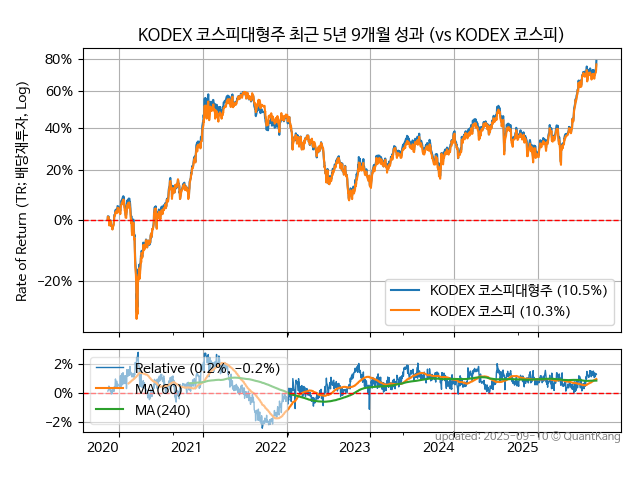 KODEX 코스피대형주 최근 5년 9개월 성과 (vs KODEX 코스피)
Rate of Return (TR: 배당재투자, Log)
80%
60%
40%
20%
0%
−20%
KODEX 코스피대형주 (10.5%)
KODEX 코스피 (10.3%)
2%
0%
−2%
Relative (0.2%, -0.2%)
MA(60)
MA(240)
2020
2021
2022
2023
2024
2025
updated: 2025-09-10 © QuantKang